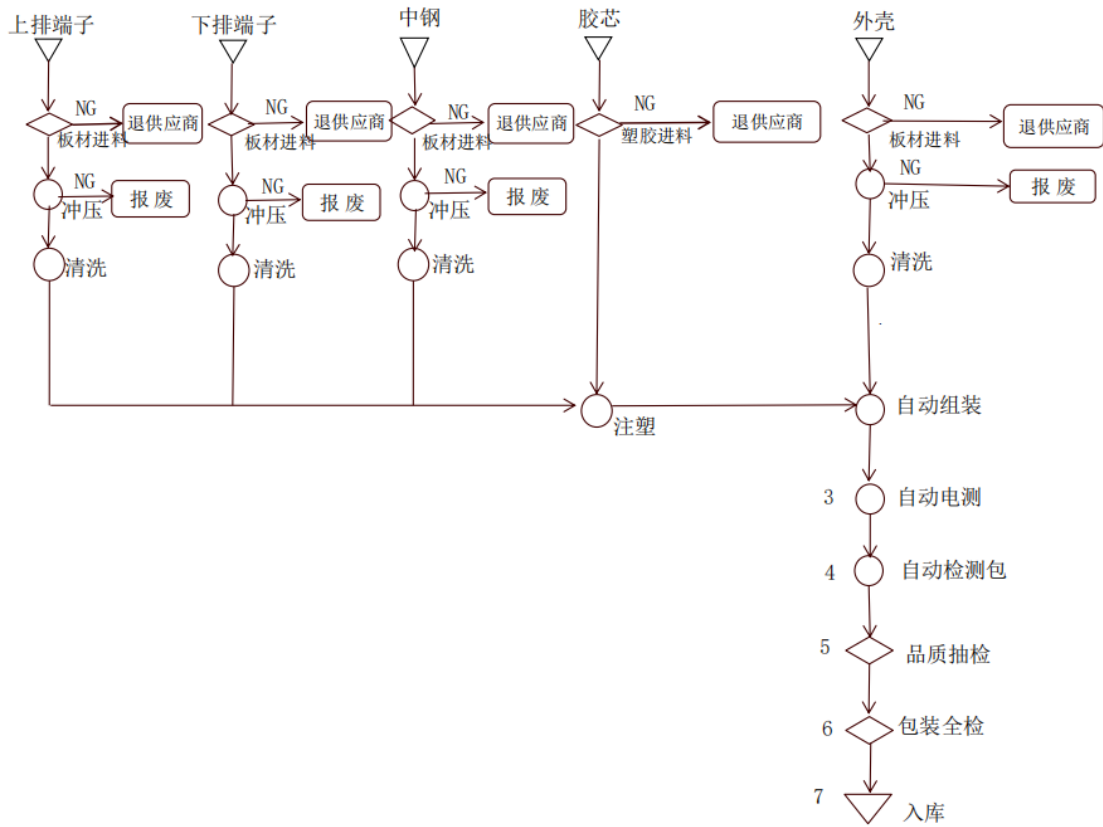 上排端子
下排端子
中钢
胶芯
外壳
NG
退供应商
板材进料
NG
退供应商
板材进料
NG
退供应商
板材进料
NG
退供应商
塑胶进料
NG
退供应商
板材进料
NG
报 废
冲压
NG
报 废
冲压
NG
报 废
冲压
NG
报 废
冲压
清洗
清洗
清洗
清洗
注塑
自动组装
3 自动电测
4 自动检测包
5 品质抽检
6 包装全检
7 入库